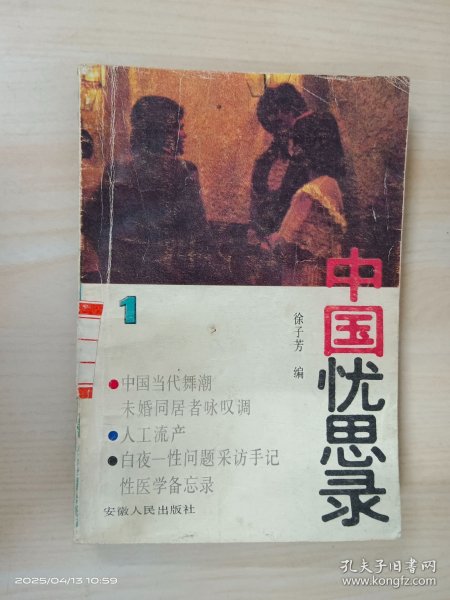 中国忧思录
1
徐子芳 编
●中国当代舞潮
未婚同居者咏叹调
●人工流产
●白夜—性问题采访手记
性医学备忘录
安徽人民出版社
2025/04/13 10:59
孔夫子旧书网
www.kongfz.com